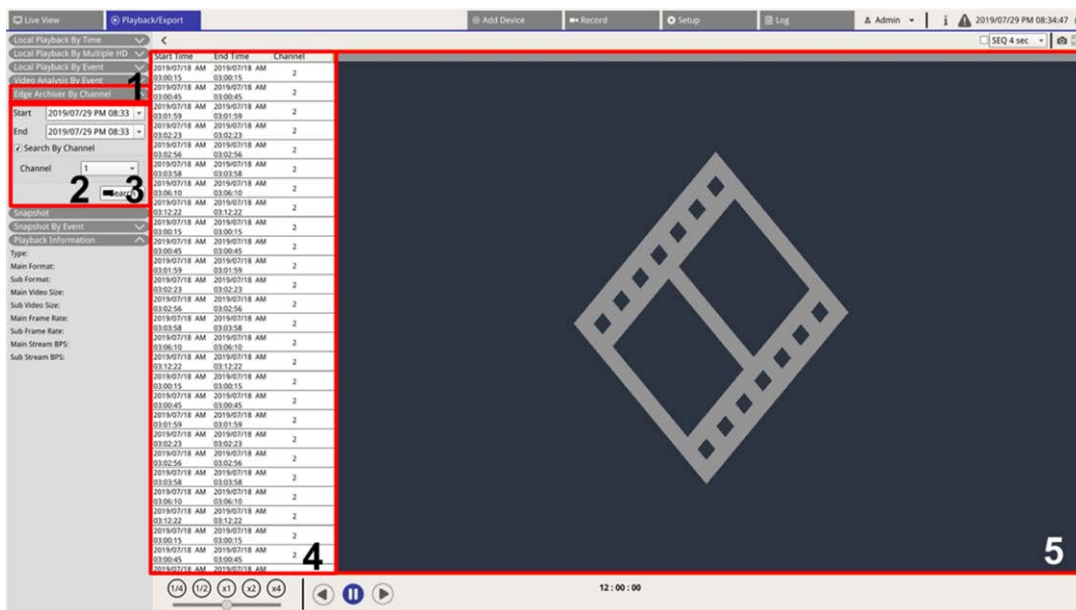 Live View
Playback/Export
Add Device
Record
Setup
Log
Admin
i
2019/07/29 PM 08:34:47
Local Playback By Time
Local Playback By Multiple HD
Local Playback By Event
Video Analysis By Event
1
Edge Archiver By Channel
Start 2019/07/29 PM 08:33
End 2019/07/29 PM 08:33
Search By Channel
Channel 1
2 3
Snapshot
Snapshot By Event
Playback Information
Type:
Main Format:
Sub Format:
Main Video Size:
Sub Video Size:
Main Frame Rate:
Sub Frame Rate:
Main Stream BPS:
Sub Stream BPS:
<
SEQ 4 sec
Start Time End Time Channel
2019/07/18 AM 2019/07/18 AM
03:00:15 03:00:15 2
2019/07/18 AM 2019/07/18 AM
03:00:45 03:00:45 2
2019/07/18 AM 2019/07/18 AM
03:01:59 03:01:59 2
2019/07/18 AM 2019/07/18 AM
03:02:23 03:02:23 2
2019/07/18 AM 2019/07/18 AM
03:02:56 03:02:56 2
2019/07/18 AM 2019/07/18 AM
03:03:58 03:03:58 2
2019/07/18 AM 2019/07/18 AM
03:06:10 03:06:10 2
2019/07/18 AM 2019/07/18 AM
03:12:22 03:12:22 2
2019/07/18 AM 2019/07/18 AM
03:00:15 03:00:15 2
2019/07/18 AM 2019/07/18 AM
03:00:45 03:00:45 2
2019/07/18 AM 2019/07/18 AM
03:01:59 03:01:59 2
2019/07/18 AM 2019/07/18 AM
03:02:23 03:02:23 2
2019/07/18 AM 2019/07/18 AM
03:02:56 03:02:56 2
2019/07/18 AM 2019/07/18 AM
03:03:58 03:03:58 2
2019/07/18 AM 2019/07/18 AM
03:06:10 03:06:10 2
2019/07/18 AM 2019/07/18 AM
03:12:22 03:12:22 2
2019/07/18 AM 2019/07/18 AM
03:00:15 03:00:15 2
2019/07/18 AM 2019/07/18 AM
03:00:45 03:00:45 2
2019/07/18 AM 2019/07/18 AM
03:01:59 03:01:59 2
2019/07/18 AM 2019/07/18 AM
03:02:23 03:02:23 2
2019/07/18 AM 2019/07/18 AM
03:02:56 03:02:56 2
2019/07/18 AM 2019/07/18 AM
03:03:58 03:03:58 2
2019/07/18 AM 2019/07/18 AM
03:06:10 03:06:10 2
2019/07/18 AM 2019/07/18 AM
03:12:22 03:12:22 2
2019/07/18 AM 2019/07/18 AM
03:00:15 03:00:15 2
2019/07/18 AM 2019/07/18 AM
03:00:45 03:00:45 2
2019/07/18 AM 2019/07/18 AM
4
5
1/4 1/2 x1 x2 x4
12 : 00 : 00